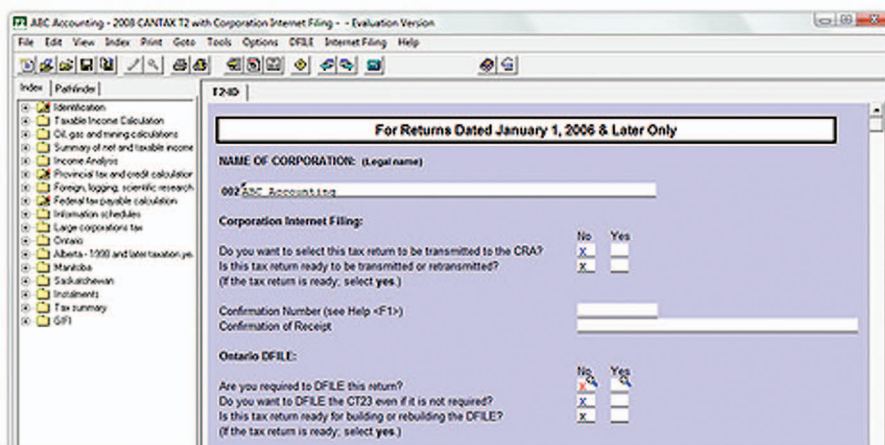 ABC Accounting - 2008 CANTAX T2 with Corporation Internet Filing - - Evaluation Version
File Edit View Index Print Goto Tools Options DFILE Internet Filing Help
Index Pathfinder
T2-ID
Identification
Taxable Income Calculation
Oil, gas and mining calculations
Summary of net and taxable income
Income Analysis
Provincial tax and credit calculation
Foreign, logging, scientific research
Federal tax payable calculation
Information schedules
Large corporations tax
Ontario
Alberta - 1999 and later taxation ye
Manitoba
Saskatchewan
Instalments
Tax summary
GIFI
For Returns Dated January 1, 2006 & Later Only
NAME OF CORPORATION: (Legal name)
002 ABC Accounting
Corporation Internet Filing:
No Yes
Do you want to select this tax return to be transmitted to the CRA? X
Is this tax return ready to be transmitted or retransmitted? X
(If the tax return is ready; select yes.)
Confirmation Number (see Help <F1>)
Confirmation of Receipt
Ontario DFILE:
No Yes
Are you required to DFILE this return? X
Do you want to DFILE the CT23 even if it is not required? X
Is this tax return ready for building or rebuilding the DFILE? X
(If the tax return is ready; select yes.)